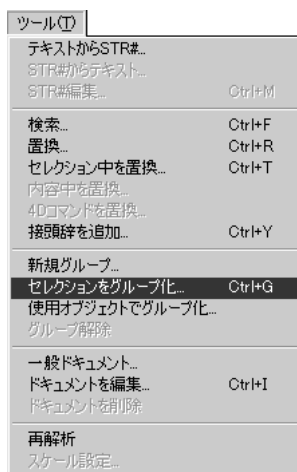 ツール(T)
テキストからSTR#...
STR#からテキスト...
STR#編集... Ctrl+M
検索... Ctrl+F
置換... Ctrl+R
セレクション中を置換... Ctrl+T
内容中を置換...
4Dコマンドを置換...
接頭辞を追加... Ctrl+Y
新規グループ...
セレクションをグループ化... Ctrl+G
使用オブジェクトでグループ化...
グループ解除
一般ドキュメント...
ドキュメントを編集... Ctrl+I
ドキュメントを削除
再解析
スケール設定...